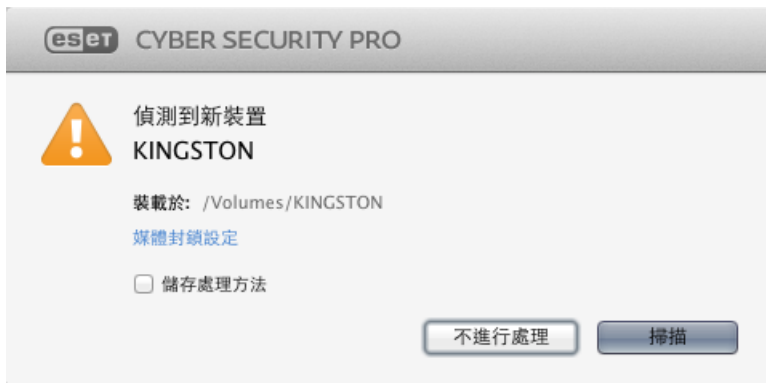 eset CYBER SECURITY PRO
偵測到新裝置
KINGSTON
裝載於: /Volumes/KINGSTON
媒體封鎖設定
儲存處理方法
不進行處理 掃描